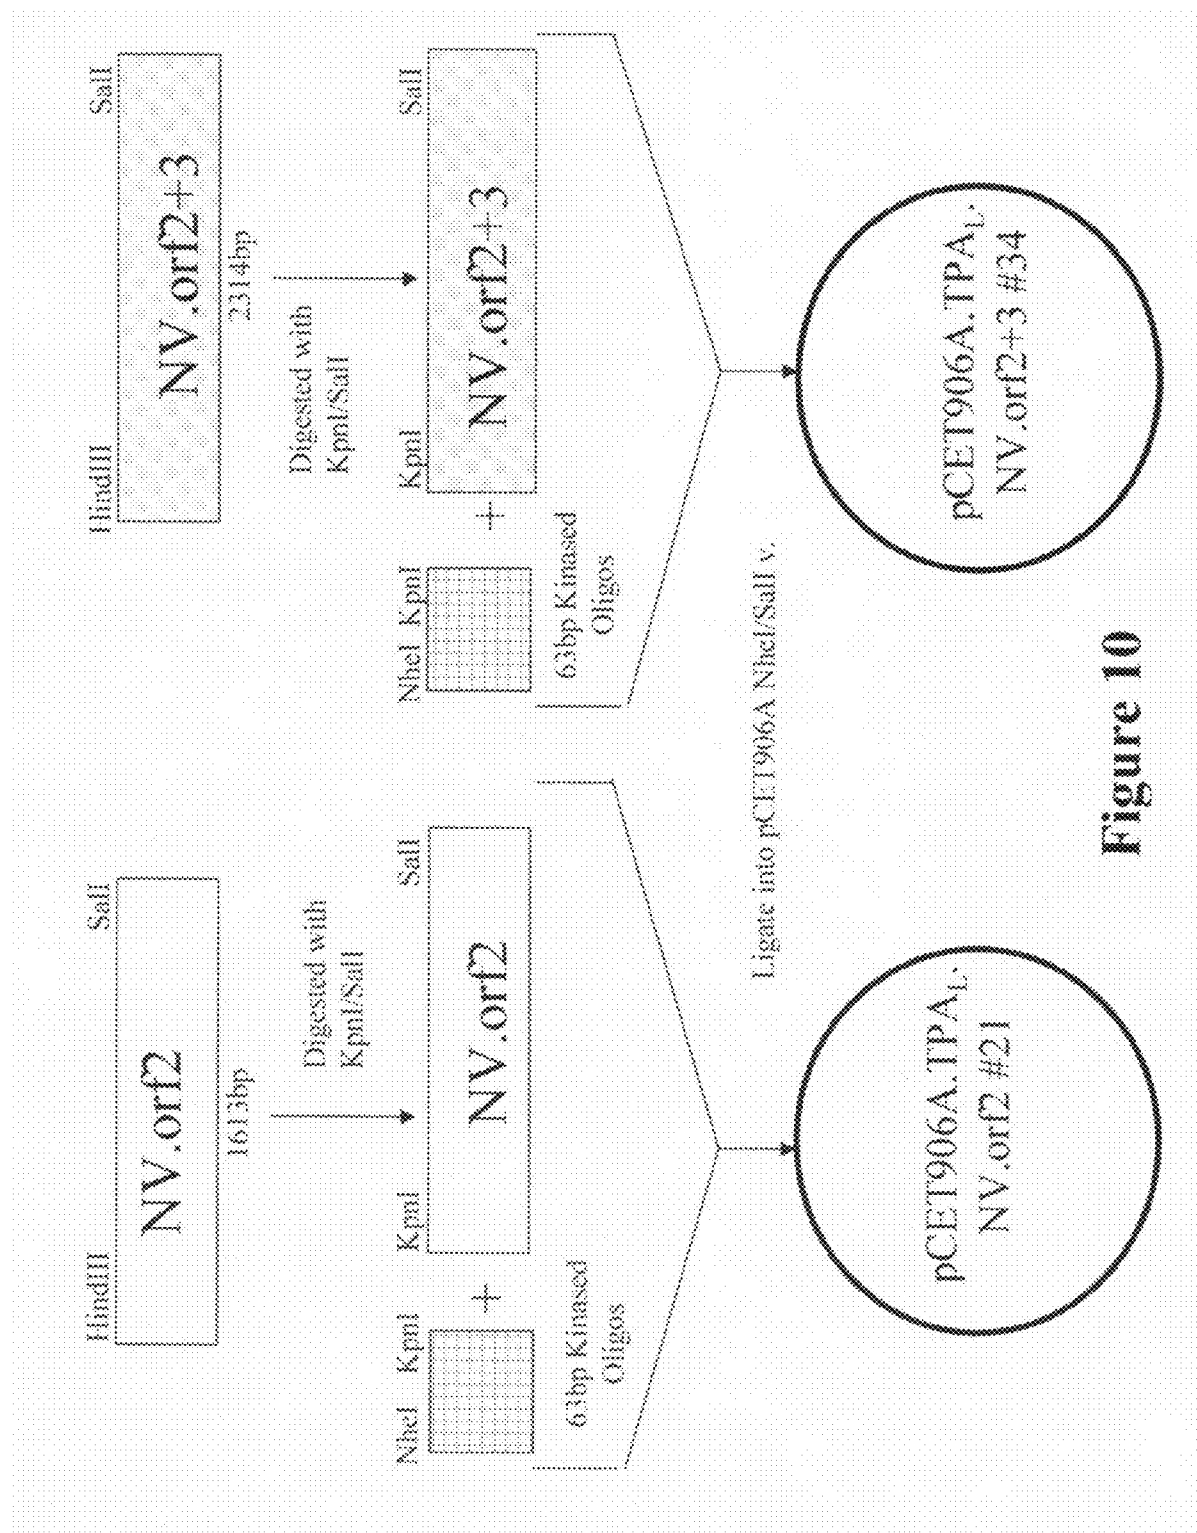 HindIII SalI
NV.orf2
1613bp
Digested with
KpnI/SalI
NheI KpnI KpnI SalI
+
NV.orf2
63bp Kinased
Oligos
pCET906A.TPAL.
NV.orf2 #21
HindIII SalI
NV.orf2+3
2314bp
Digested with
KpnI/SalI
NheI KpnI KpnI SalI
+
NV.orf2+3
63bp Kinased
Oligos
Ligate into pCET906A NheI/SalI v.
pCET906A.TPAL.
NV.orf2+3 #34
Figure 10